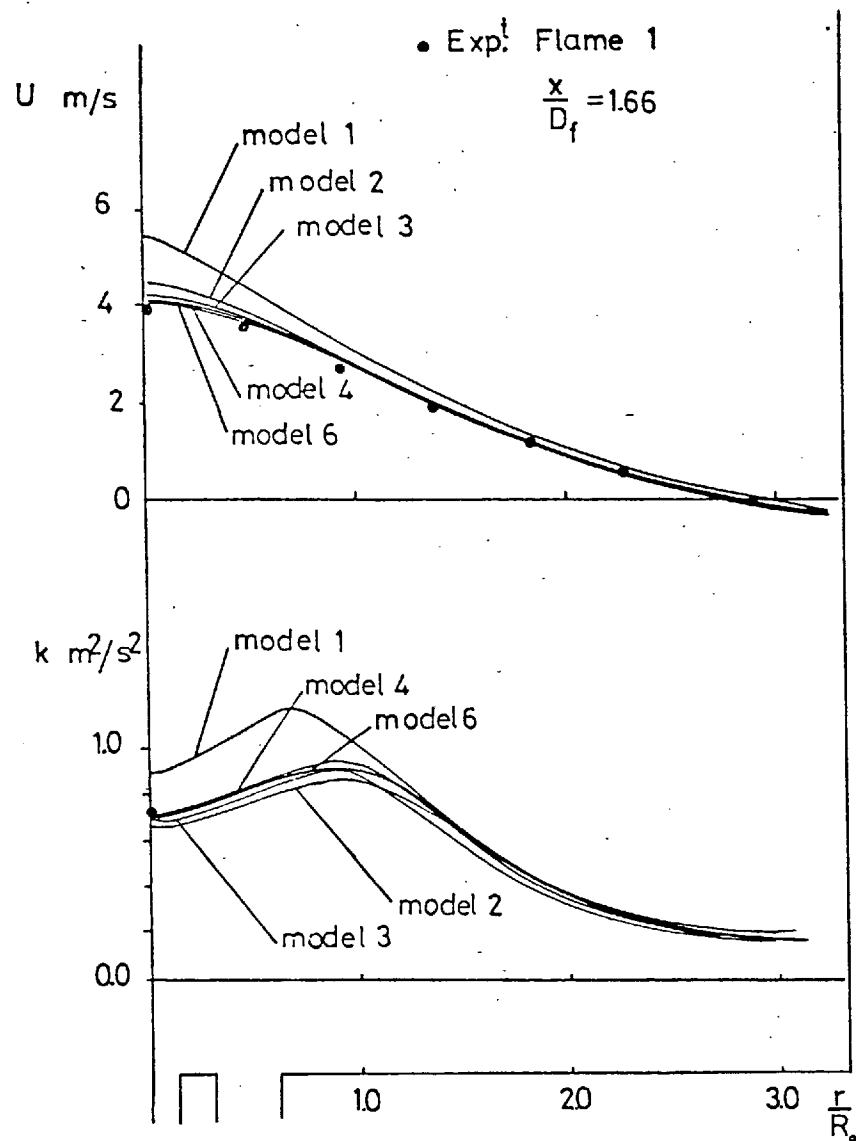 • Exp.t Flame 1
x/D_f = 1.66
U m/s
model 1
model 2
model 3
6
4
2
0
model 4
model 6
k m²/s²
model 1
model 4
model 6
1.0
model 2
model 3
0.0
1.0
2.0
3.0
r/R